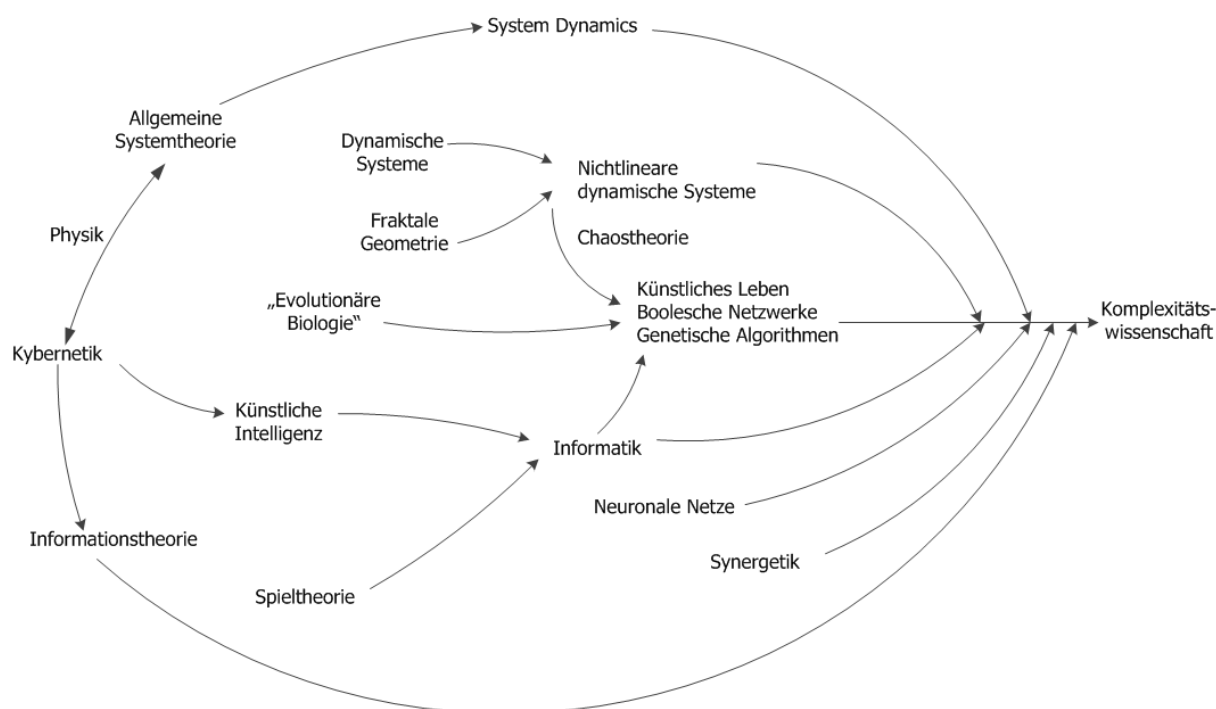 System Dynamics
Allgemeine
Systemtheorie
Dynamische
Systeme
Nichtlineare
dynamische Systeme
Fraktale
Geometrie
Physik
Chaostheorie
„Evolutionäre
Biologie“
Künstliches Leben
Boolesche Netzwerke
Genetische Algorithmen
Komplexitäts-
wissenschaft
Kybernetik
Künstliche
Intelligenz
Informatik
Neuronale Netze
Informationstheorie
Synergetik
Spieltheorie